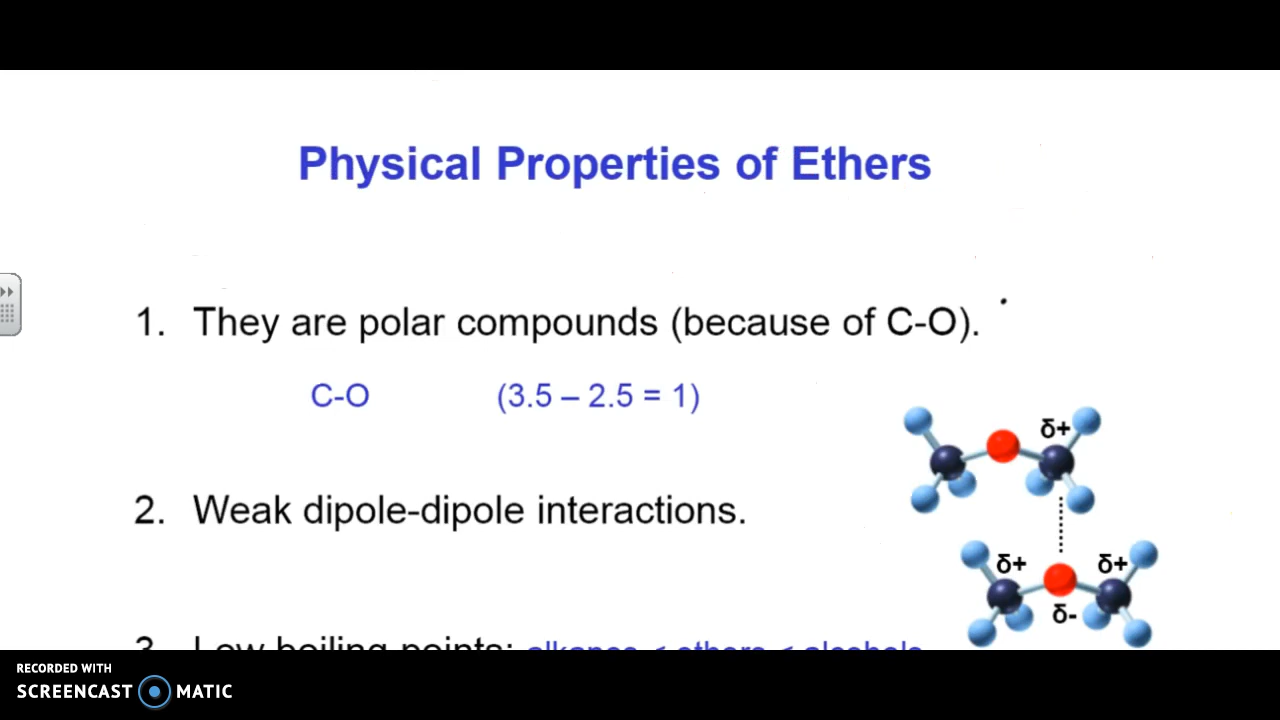 Physical Properties of Ethers
1. They are polar compounds (because of C-O).
C-O (3.5 – 2.5 = 1)
δ+
2. Weak dipole-dipole interactions.
δ+ δ+
δ-
3. Low boiling points: alkanes < ethers < alcohols
RECORDED WITH
SCREENCAST MATIC